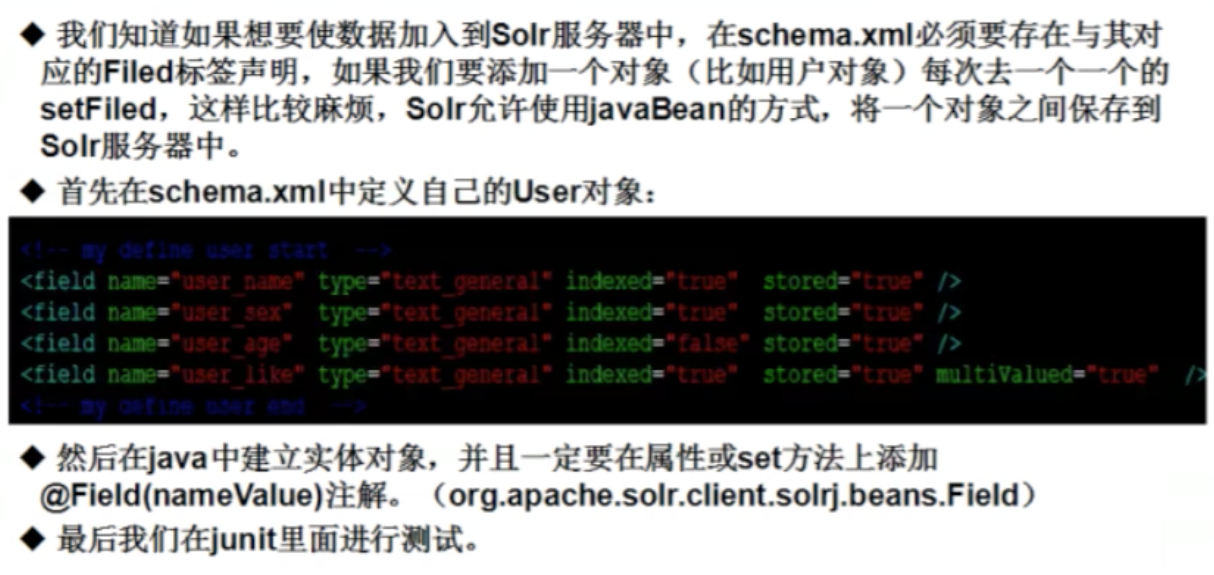 ◆ 我们知道如果想要使数据加入到Solr服务器中，在schema.xml必须要存在与其对
应的Filed标签声明，如果我们要添加一个对象（比如用户对象）每次去一个一个的
setFiled，这样比较麻烦，Solr允许使用javaBean的方式，将一个对象之间保存到
Solr服务器中。
◆ 首先在schema.xml中定义自己的User对象：
<!-- my define user start -->
<field name="user_name" type="text_general" indexed="true" stored="true" />
<field name="user_sex" type="text_general" indexed="true" stored="true" />
<field name="user_age" type="text_general" indexed="false" stored="true" />
<field name="user_like" type="text_general" indexed="true" stored="true" multiValued="true" />
<!-- my define user end -->
◆ 然后在java中建立实体对象，并且一定要在属性或set方法上添加
@Field(nameValue)注解。（org.apache.solr.client.solrj.beans.Field）
◆ 最后我们在junit里面进行测试。